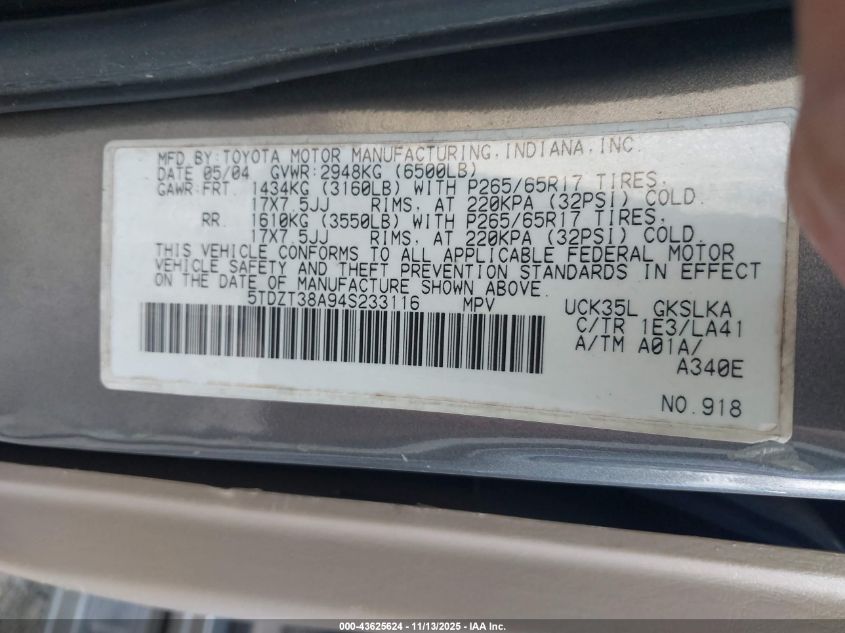 MFD BY:TOYOTA MOTOR MANUFACTURING,INDIANA,INC.
DATE 05/04 GVWR:2948KG (6500LB)
GAWR:FRT. 1434KG (3160LB) WITH P265/65R17 TIRES,
17X7.5JJ RIMS, AT 220KPA (32PSI) COLD.
RR. 1610KG (3550LB) WITH P265/65R17 TIRES,
17X7.5JJ RIMS, AT 220KPA (32PSI) COLD.
THIS VEHICLE CONFORMS TO ALL APPLICABLE FEDERAL MOTOR
VEHICLE SAFETY AND THEFT PREVENTION STANDARDS IN EFFECT
ON THE DATE OF MANUFACTURE SHOWN ABOVE.
5TDZT38A94S233116 MPV UCK35L GKSLKA
C/TR 1E3/LA41
A/TM A01A/
A340E
NO.918
000-43625624 | 11/13/2025 - IAA Inc.